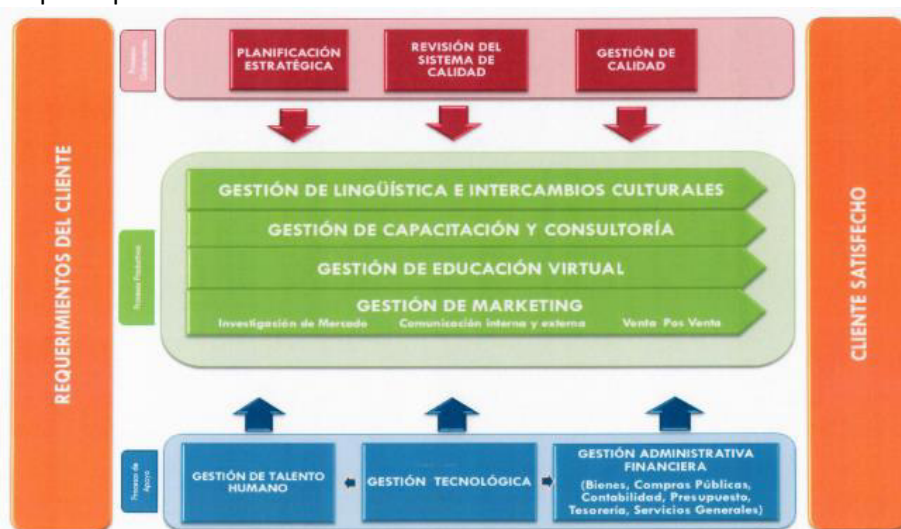 REQUERIMIENTOS DEL CLIENTE
PLANIFICACIÓN
ESTRATÉGICA
REVISIÓN DEL
SISTEMA DE
CALIDAD
GESTIÓN DE
CALIDAD
GESTIÓN DE LINGÜÍSTICA E INTERCAMBIOS CULTURALES
GESTIÓN DE CAPACITACIÓN Y CONSULTORÍA
GESTIÓN DE EDUCACIÓN VIRTUAL
GESTIÓN DE MARKETING
Investigación de Mercado Comunicación interna y externa Venta Pos Venta
Proceso de
Apoyo
GESTIÓN DE TALENTO
HUMANO
GESTIÓN TECNOLÓGICA
GESTIÓN ADMINISTRATIVA
FINANCIERA
(Bienes, Compras Públicas,
Contabilidad, Presupuesto,
Tesorería, Servicios Generales)
CLIENTE SATISFECHO